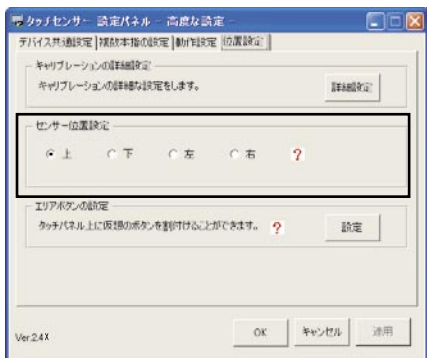 タッチセンサー 設定パネル - 高度な設定 -
デバイス共通設定 複数本指の設定 動作設定 位置設定
キャリブレーションの詳細設定
キャリブレーションの詳細な設定をします。 詳細設定
センサー位置設定
上 下 左 右 ?
エリアボタンの設定
タッチパネル上に仮想のボタンを割付けることができます。 ? 設定
Ver.2.4X OK キャンセル 適用